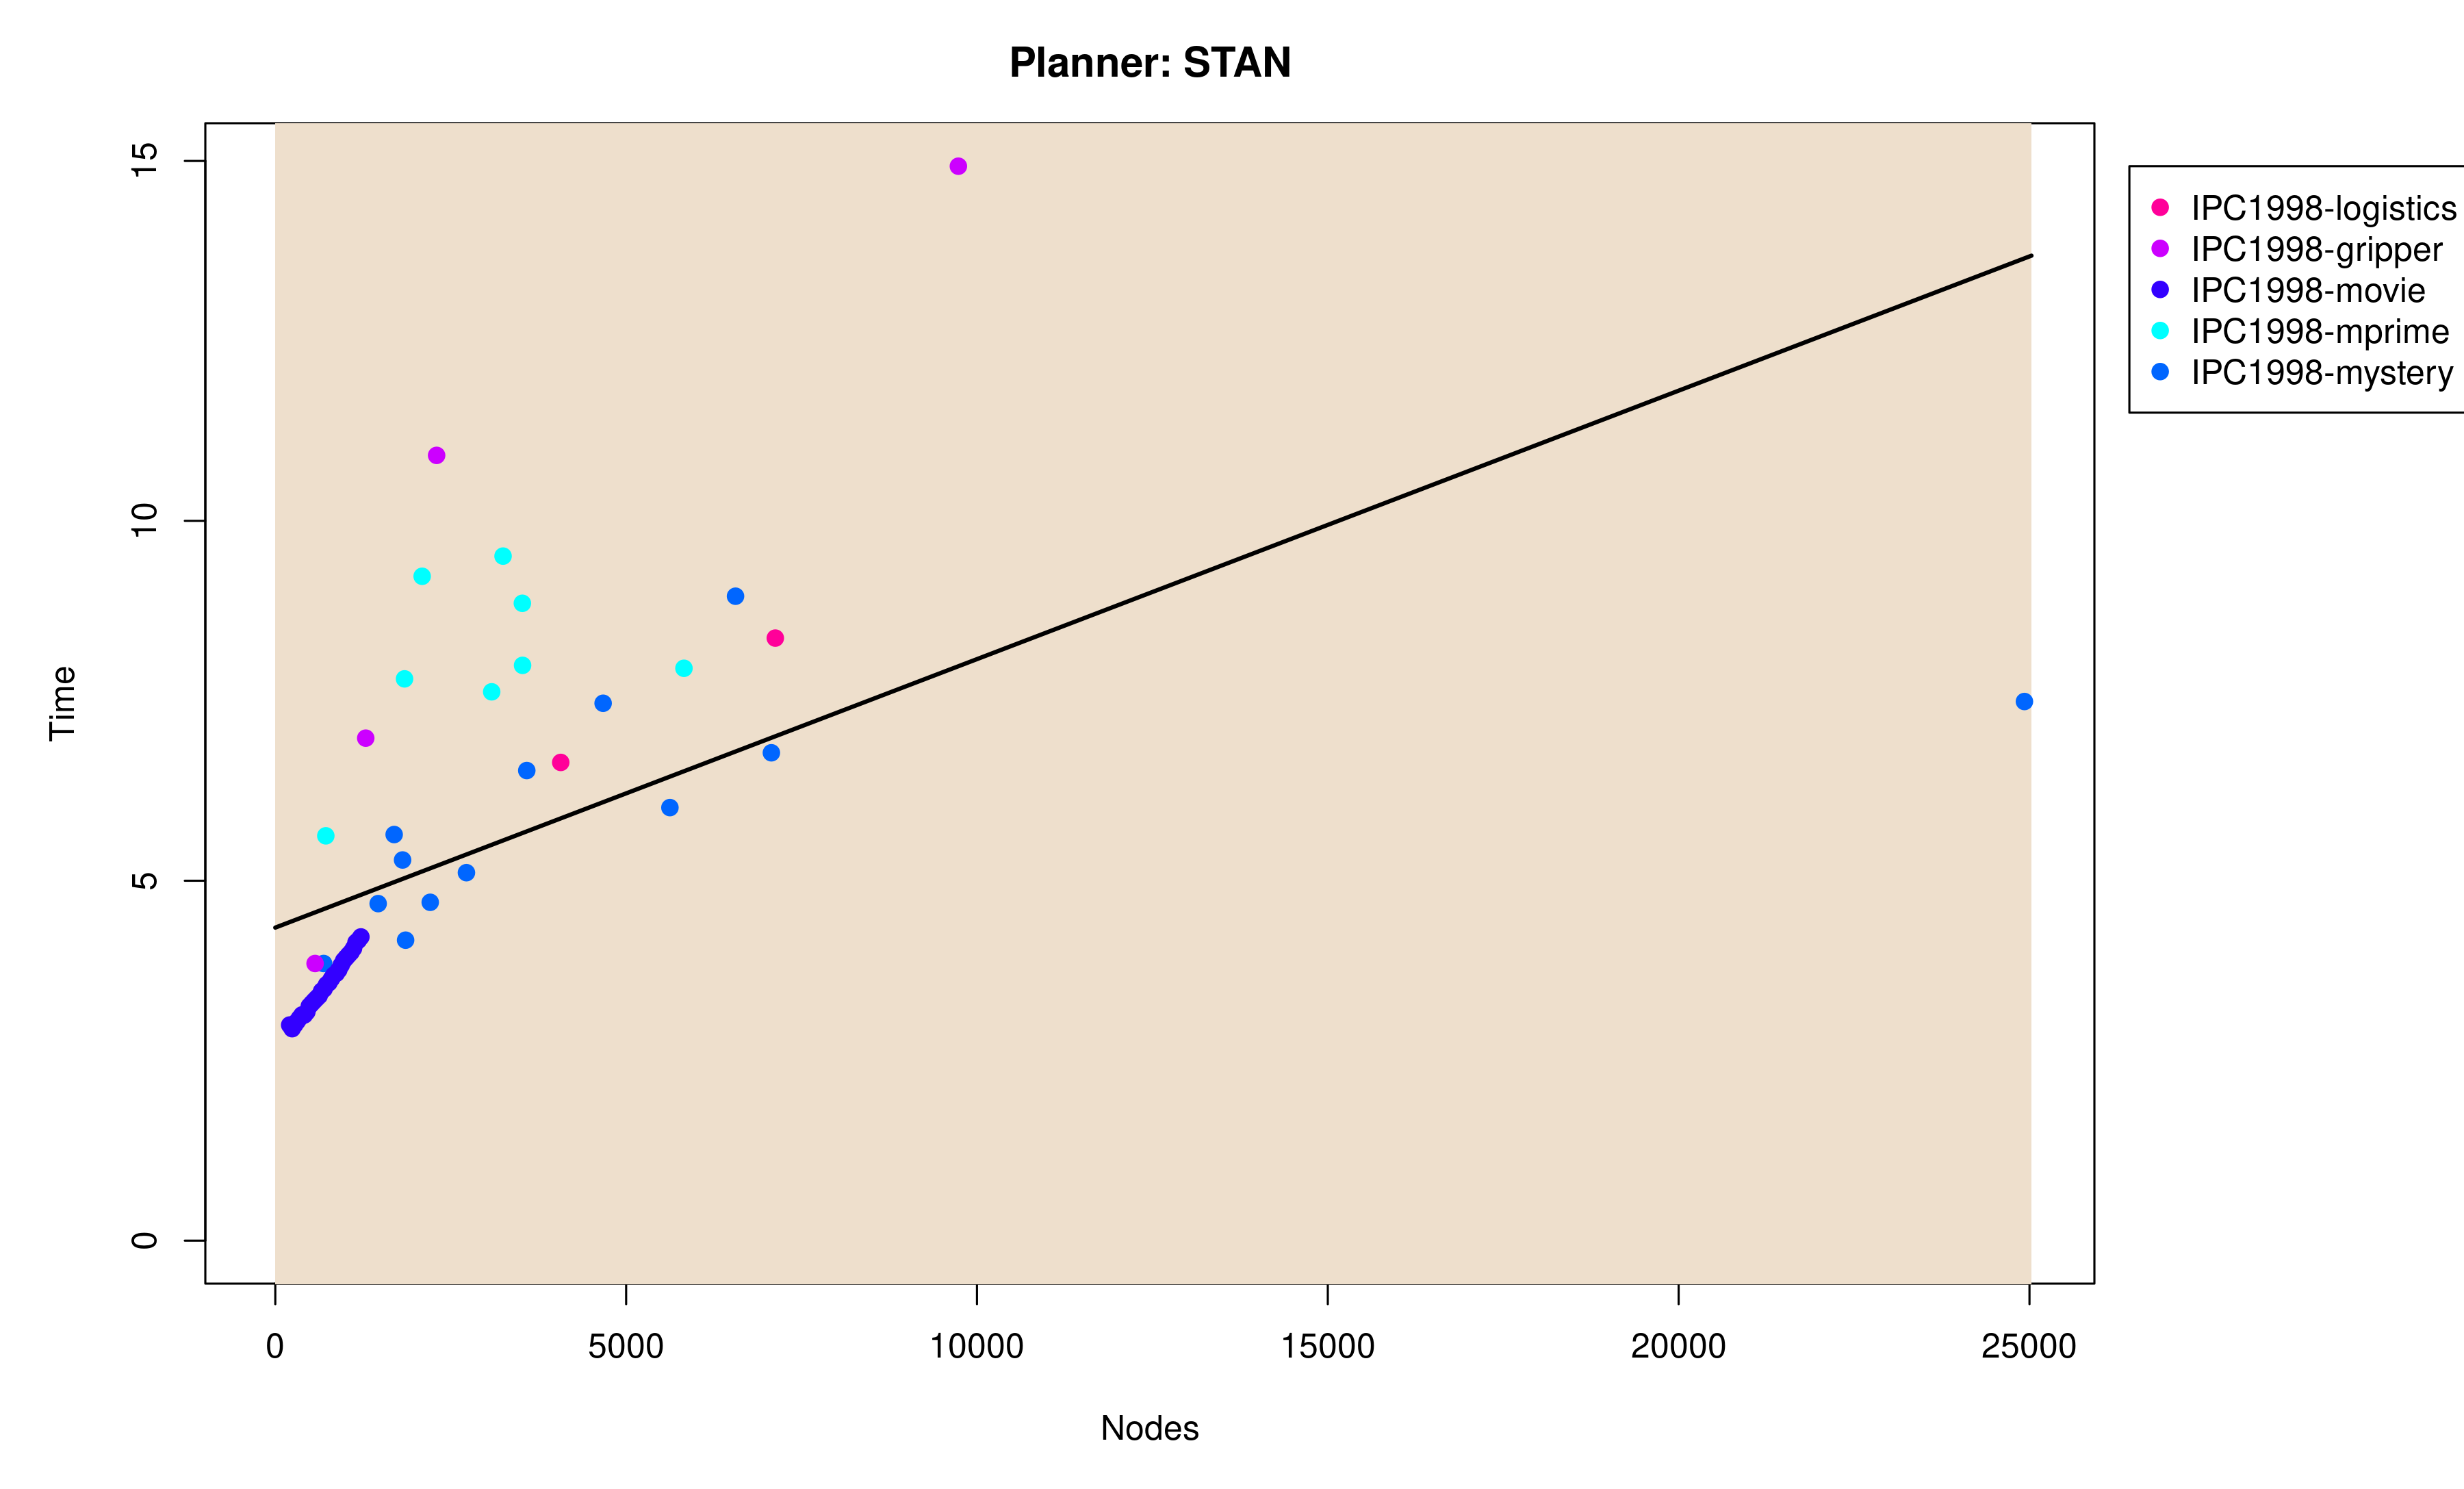 Planner: STAN
15
10
5
0
Time
0 5000 10000 15000 20000 25000
Nodes
IPC1998-logistics
IPC1998-gripper
IPC1998-movie
IPC1998-mprime
IPC1998-mystery